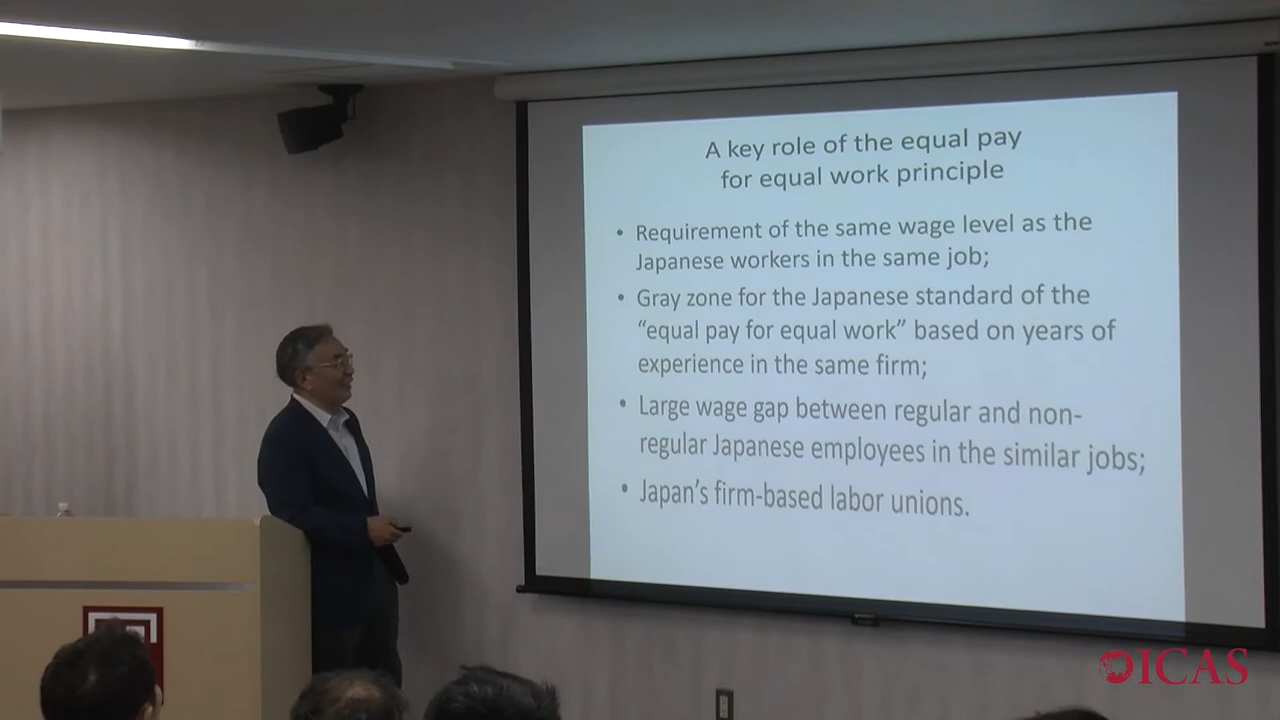 A key role of the equal pay
for equal work principle
• Requirement of the same wage level as the
Japanese workers in the same job;
• Gray zone for the Japanese standard of the
“equal pay for equal work” based on years of
experience in the same firm;
• Large wage gap between regular and non-
regular Japanese employees in the similar jobs;
• Japan’s firm-based labor unions.
ICAS